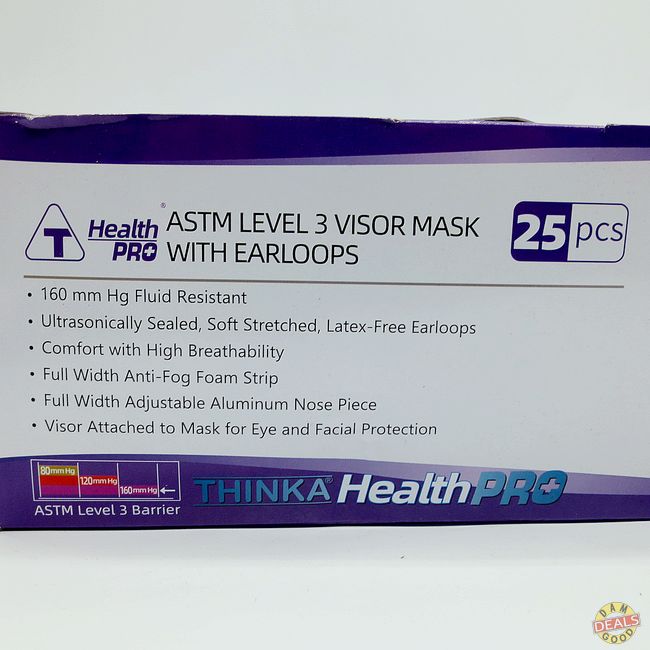 T
Health PRO®
ASTM LEVEL 3 VISOR MASK
WITH EARLOOPS
25 pcs
• 160 mm Hg Fluid Resistant
• Ultrasonically Sealed, Soft Stretched, Latex-Free Earloops
• Comfort with High Breathability
• Full Width Anti-Fog Foam Strip
• Full Width Adjustable Aluminum Nose Piece
• Visor Attached to Mask for Eye and Facial Protection
80mm Hg
120mm Hg
160mm Hg
ASTM Level 3 Barrier
THINKA® HealthPRO
DAM
DEALS
GOOD